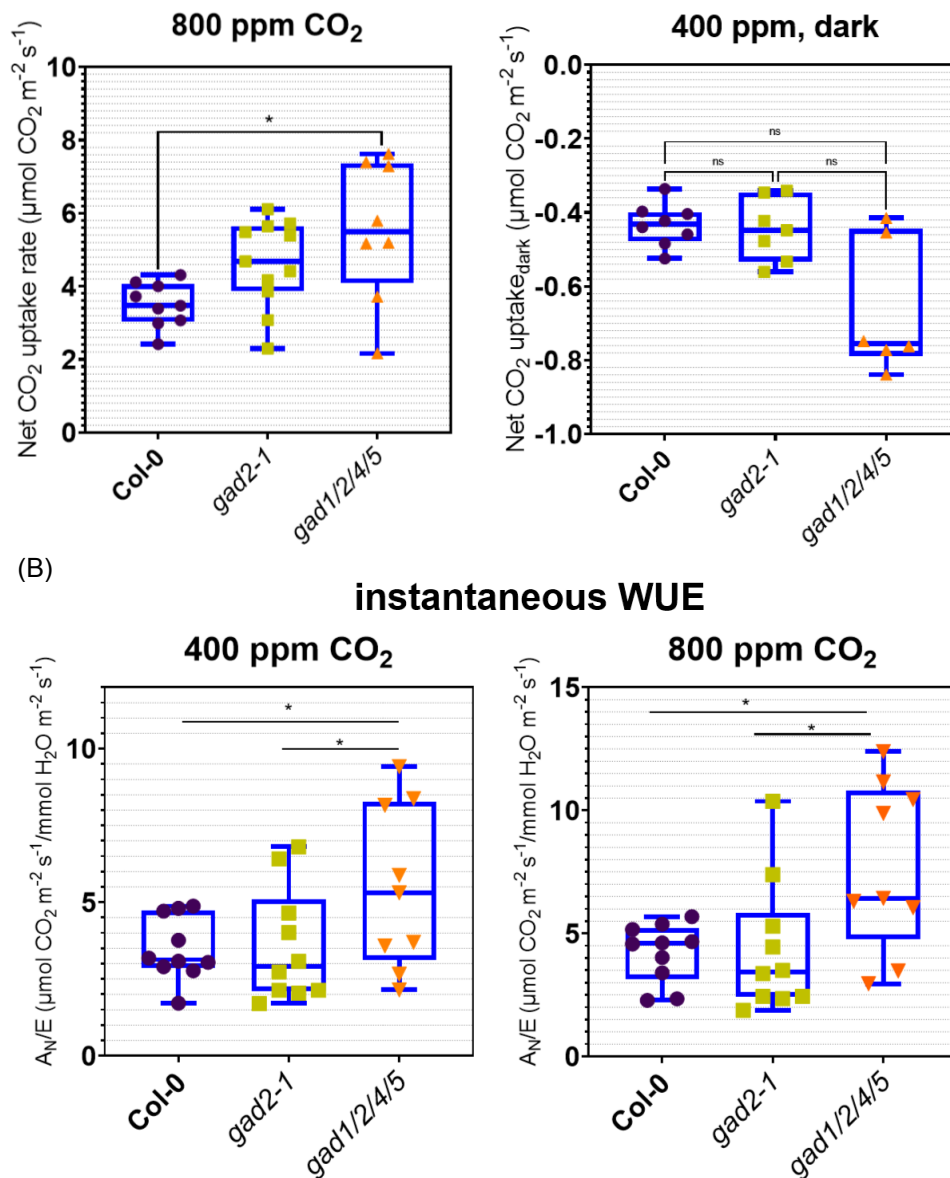 800 ppm CO₂
Net CO₂ uptake rate (µmol CO₂ m⁻² s⁻¹)
10
8
6
4
2
0
*
Col-0
gad2-1
gad1/2/4/5
400 ppm, dark
Net CO₂ uptake_dark (µmol CO₂ m⁻² s⁻¹)
0.0
-0.2
-0.4
-0.6
-0.8
-1.0
ns
ns
ns
Col-0
gad2-1
gad1/2/4/5
(B)
instantaneous WUE
400 ppm CO₂
A_N/E (µmol CO₂ m⁻² s⁻¹/mmol H₂O m⁻² s⁻¹)
10
5
0
*
*
Col-0
gad2-1
gad1/2/4/5
800 ppm CO₂
A_N/E (µmol CO₂ m⁻² s⁻¹/mmol H₂O m⁻² s⁻¹)
15
10
5
0
*
*
Col-0
gad2-1
gad1/2/4/5